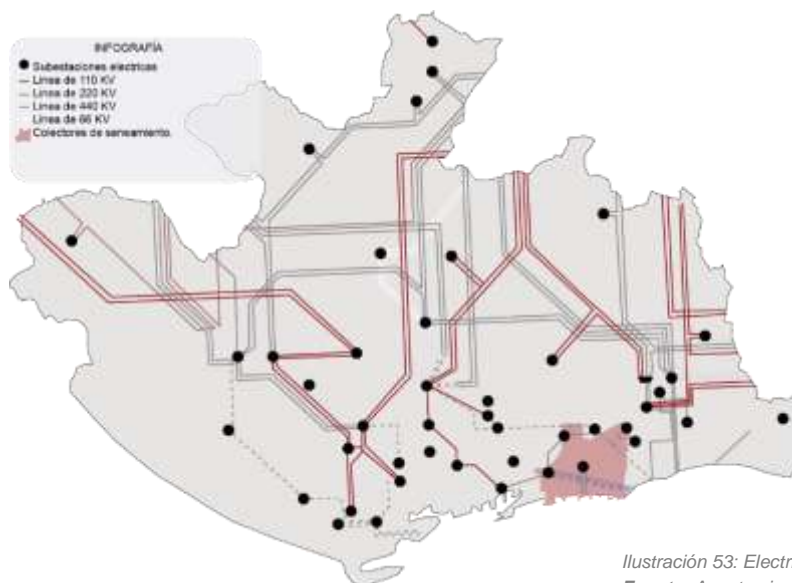 INFOGRAFÍA
Subestaciones electricas
Linea de 110 KV
Linea de 220 KV
Linea de 440 KV
Linea de 66 KV
Colectores de saneamiento.
Ilustración 53: Electr